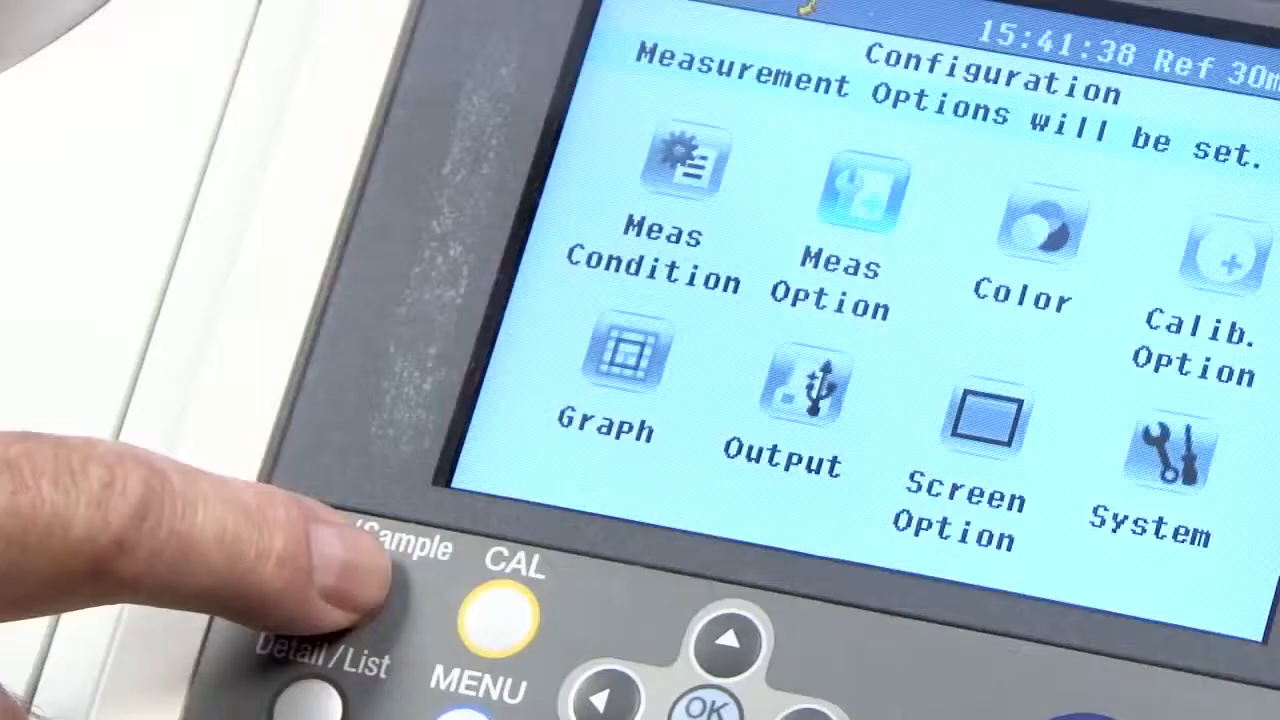 15:41:38 Ref 30m
Configuration
Measurement Options will be set.
Meas
Condition
Meas
Option
Color
Calib.
Option
Graph
Output
Screen
Option
System
/Sample
CAL
Detail/List
MENU
OK